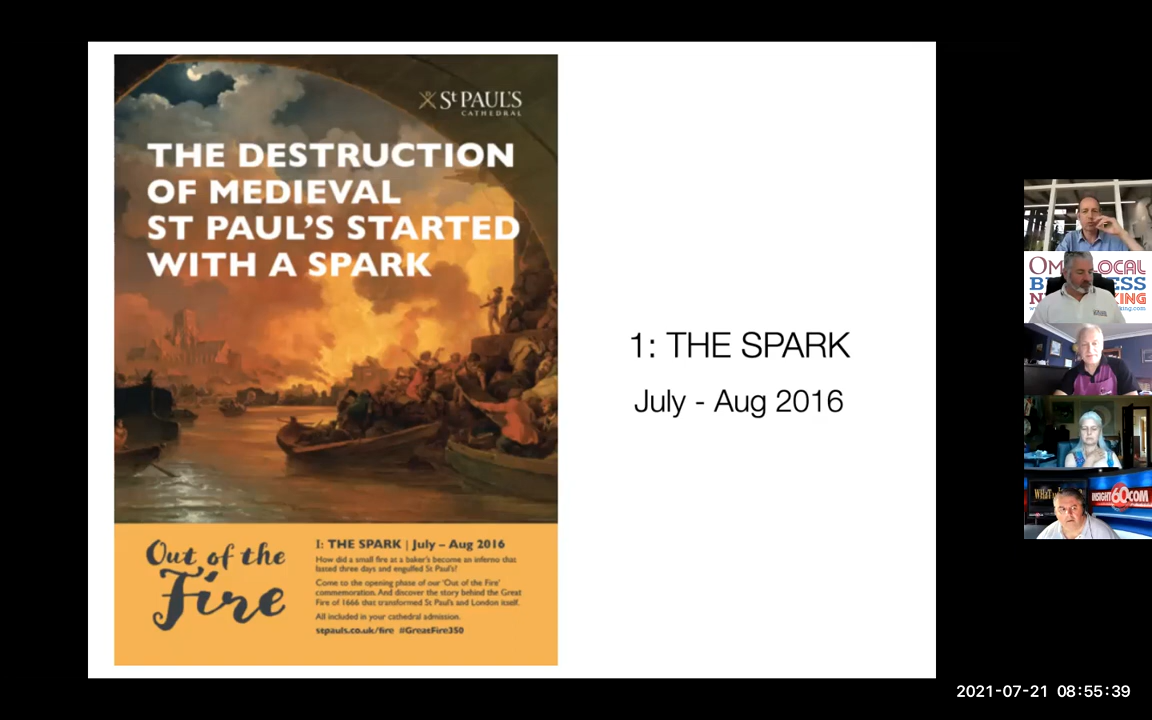 St PAUL'S
CATHEDRAL
THE DESTRUCTION
OF MEDIEVAL
ST PAUL'S STARTED
WITH A SPARK
Out of the
Fire
1: THE SPARK | July – Aug 2016
How did a small fire at a baker's become an inferno that
lasted three days and engulfed St Paul's?
Come to the opening phase of our 'Out of the Fire'
commemoration. And discover the story behind the Great
Fire of 1666 that transformed St Paul's and London itself.
All included in your cathedral admission.
stpauls.co.uk/fire #GreatFire350
1: THE SPARK
July - Aug 2016
INSIGHT6.COM
2021-07-21 08:55:39